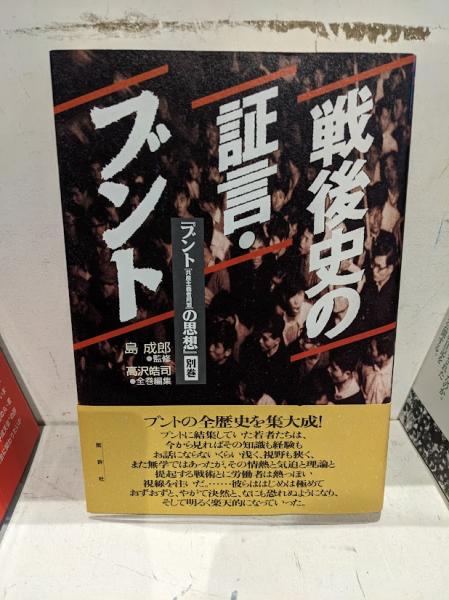 戦後史の
証言・
ブント
『ブント[共産主義者同盟]の思想』別巻
島 成郎
●監修
高沢皓司
●全巻編集
ブントの全歴史を集大成!
ブントに結集していた若者たちは、
今から見ればその知識も経験も
お話にならないくらい浅く、視野も狭く、
また無学ではあったが、その情熱と気迫と理論と
提起する戦術とに労働者は熱っぽい
視線を注いだ。……彼らははじめは極めて
おずおずと、やがて決然と、なにも恐れぬようになり、
そして明るく楽天的になっていった。
批評社